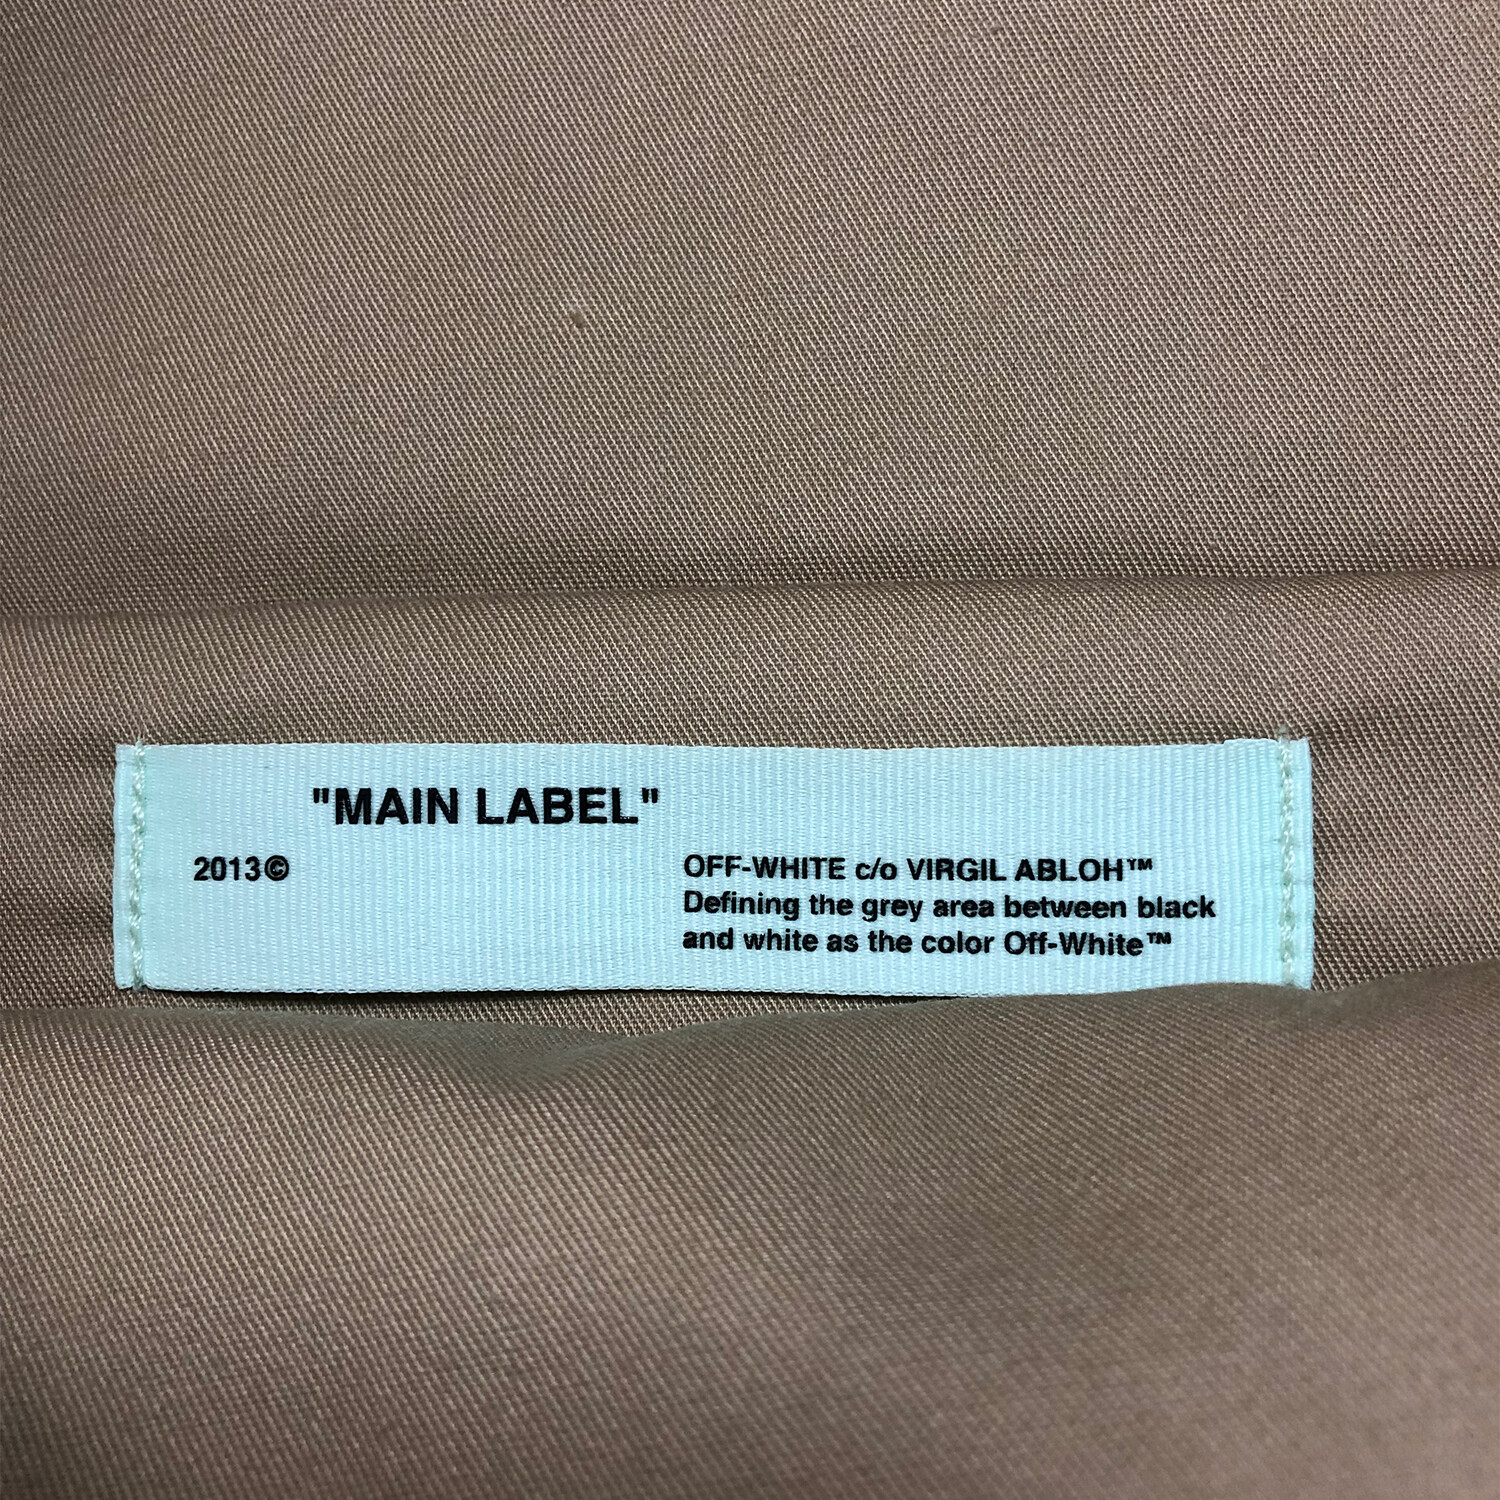 "MAIN LABEL"
2013©
OFF-WHITE c/o VIRGIL ABLOH™
Defining the grey area between black
and white as the color Off-White™